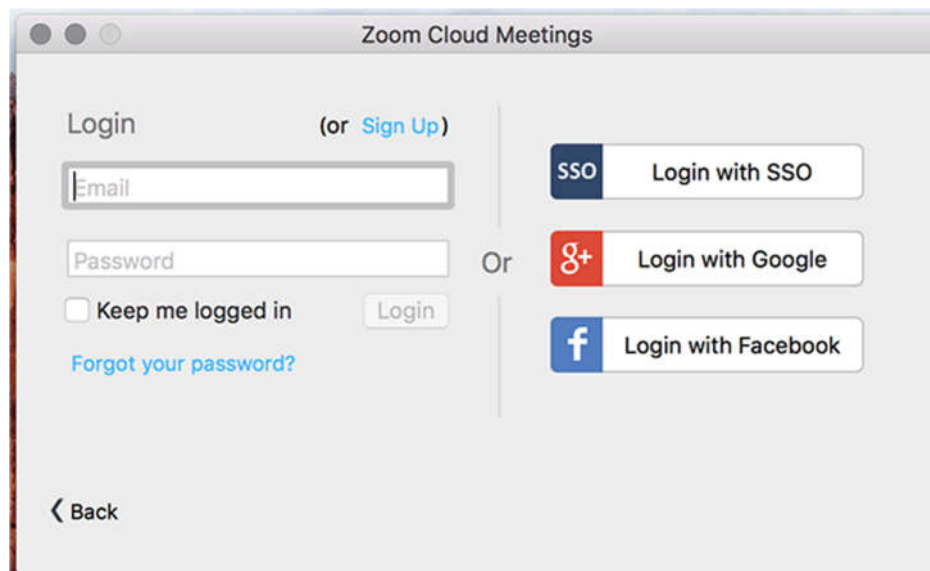 Zoom Cloud Meetings
Login (or Sign Up)
Email
Password
Keep me logged in Login
Forgot your password?
Or
SSO Login with SSO
g+ Login with Google
f Login with Facebook
Back